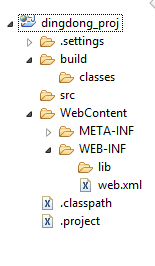 dingdong_proj
.settings
build
classes
src
WebContent
META-INF
WEB-INF
lib
web.xml
.classpath
.project